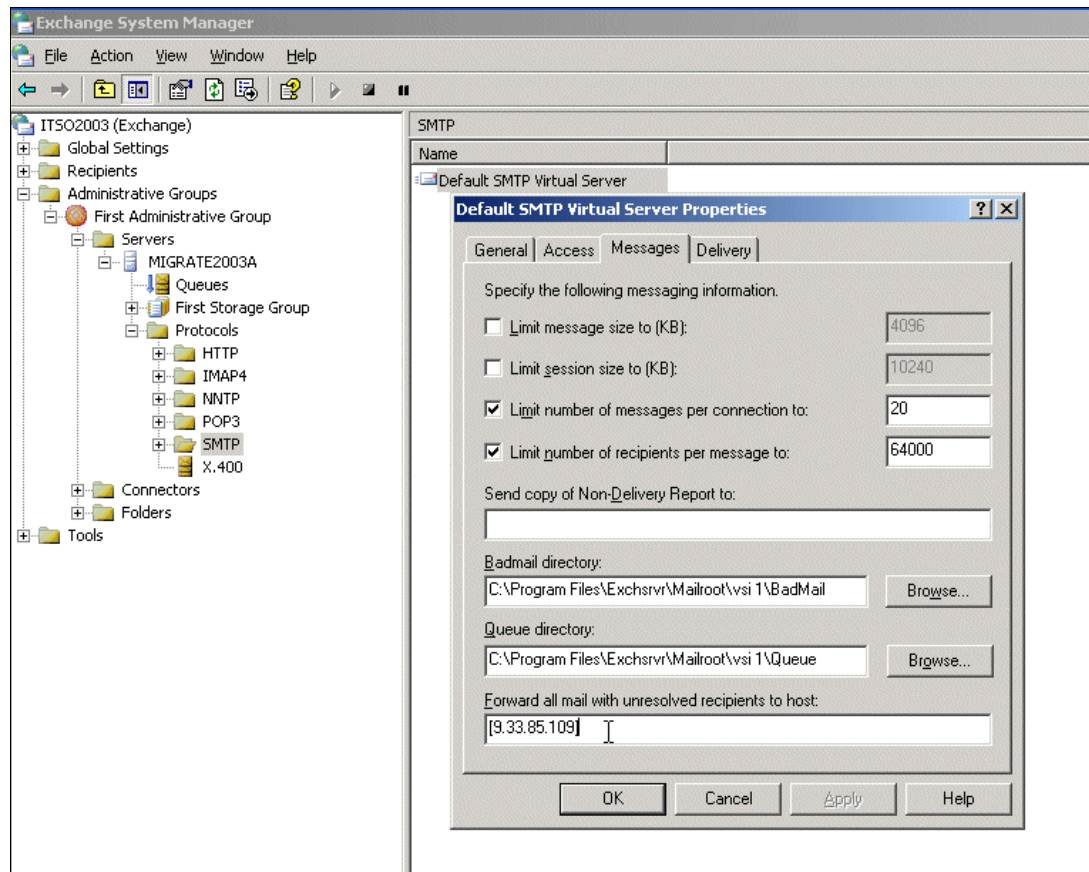 Exchange System Manager
File Action View Window Help
ITSO2003 (Exchange)
Global Settings
Recipients
Administrative Groups
First Administrative Group
Servers
MIGRATE2003A
Queues
First Storage Group
Protocols
HTTP
IMAP4
NNTP
POP3
SMTP
X.400
Connectors
Folders
Tools
SMTP
Name
Default SMTP Virtual Server
Default SMTP Virtual Server Properties
General Access Messages Delivery
Specify the following messaging information.
Limit message size to (KB): 4096
Limit session size to (KB): 10240
Limit number of messages per connection to: 20
Limit number of recipients per message to: 64000
Send copy of Non-Delivery Report to:
Badmail directory:
C:\Program Files\Exchsrvr\Mailroot\vsi 1\BadMail Browse...
Queue directory:
C:\Program Files\Exchsrvr\Mailroot\vsi 1\Queue Browse...
Forward all mail with unresolved recipients to host:
[9.33.85.109]
OK Cancel Apply Help